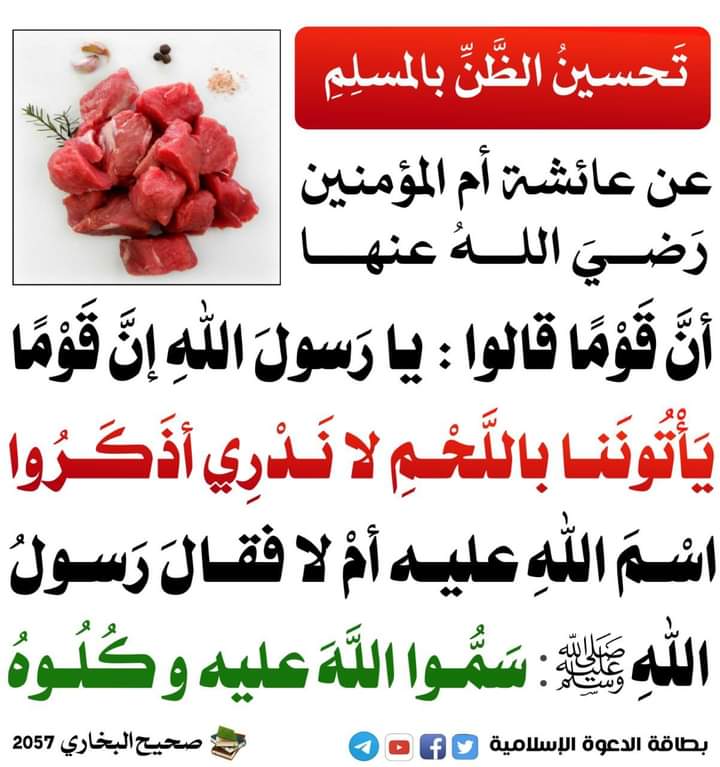 تَحسينُ الظَّنِّ بالمسلِمِ
عن عائشة أم المؤمنين
رَضـيَ اللـهُ عنهـا
أنَّ قَوْمًا قالوا : يا رَسولَ اللهِ إنَّ قَوْمًا
يَأْتُونَنا باللَّحْمِ لا نَدْرِي أذَكَرُوا
اسْمَ اللهِ عليه أمْ لا فقالَ رَسولُ
اللهِ ﷺ : سَمُّوا اللَّهَ عليه وكُلُوهُ
بطاقة الدعوة الإسلامية
صحيح البخاري 2057